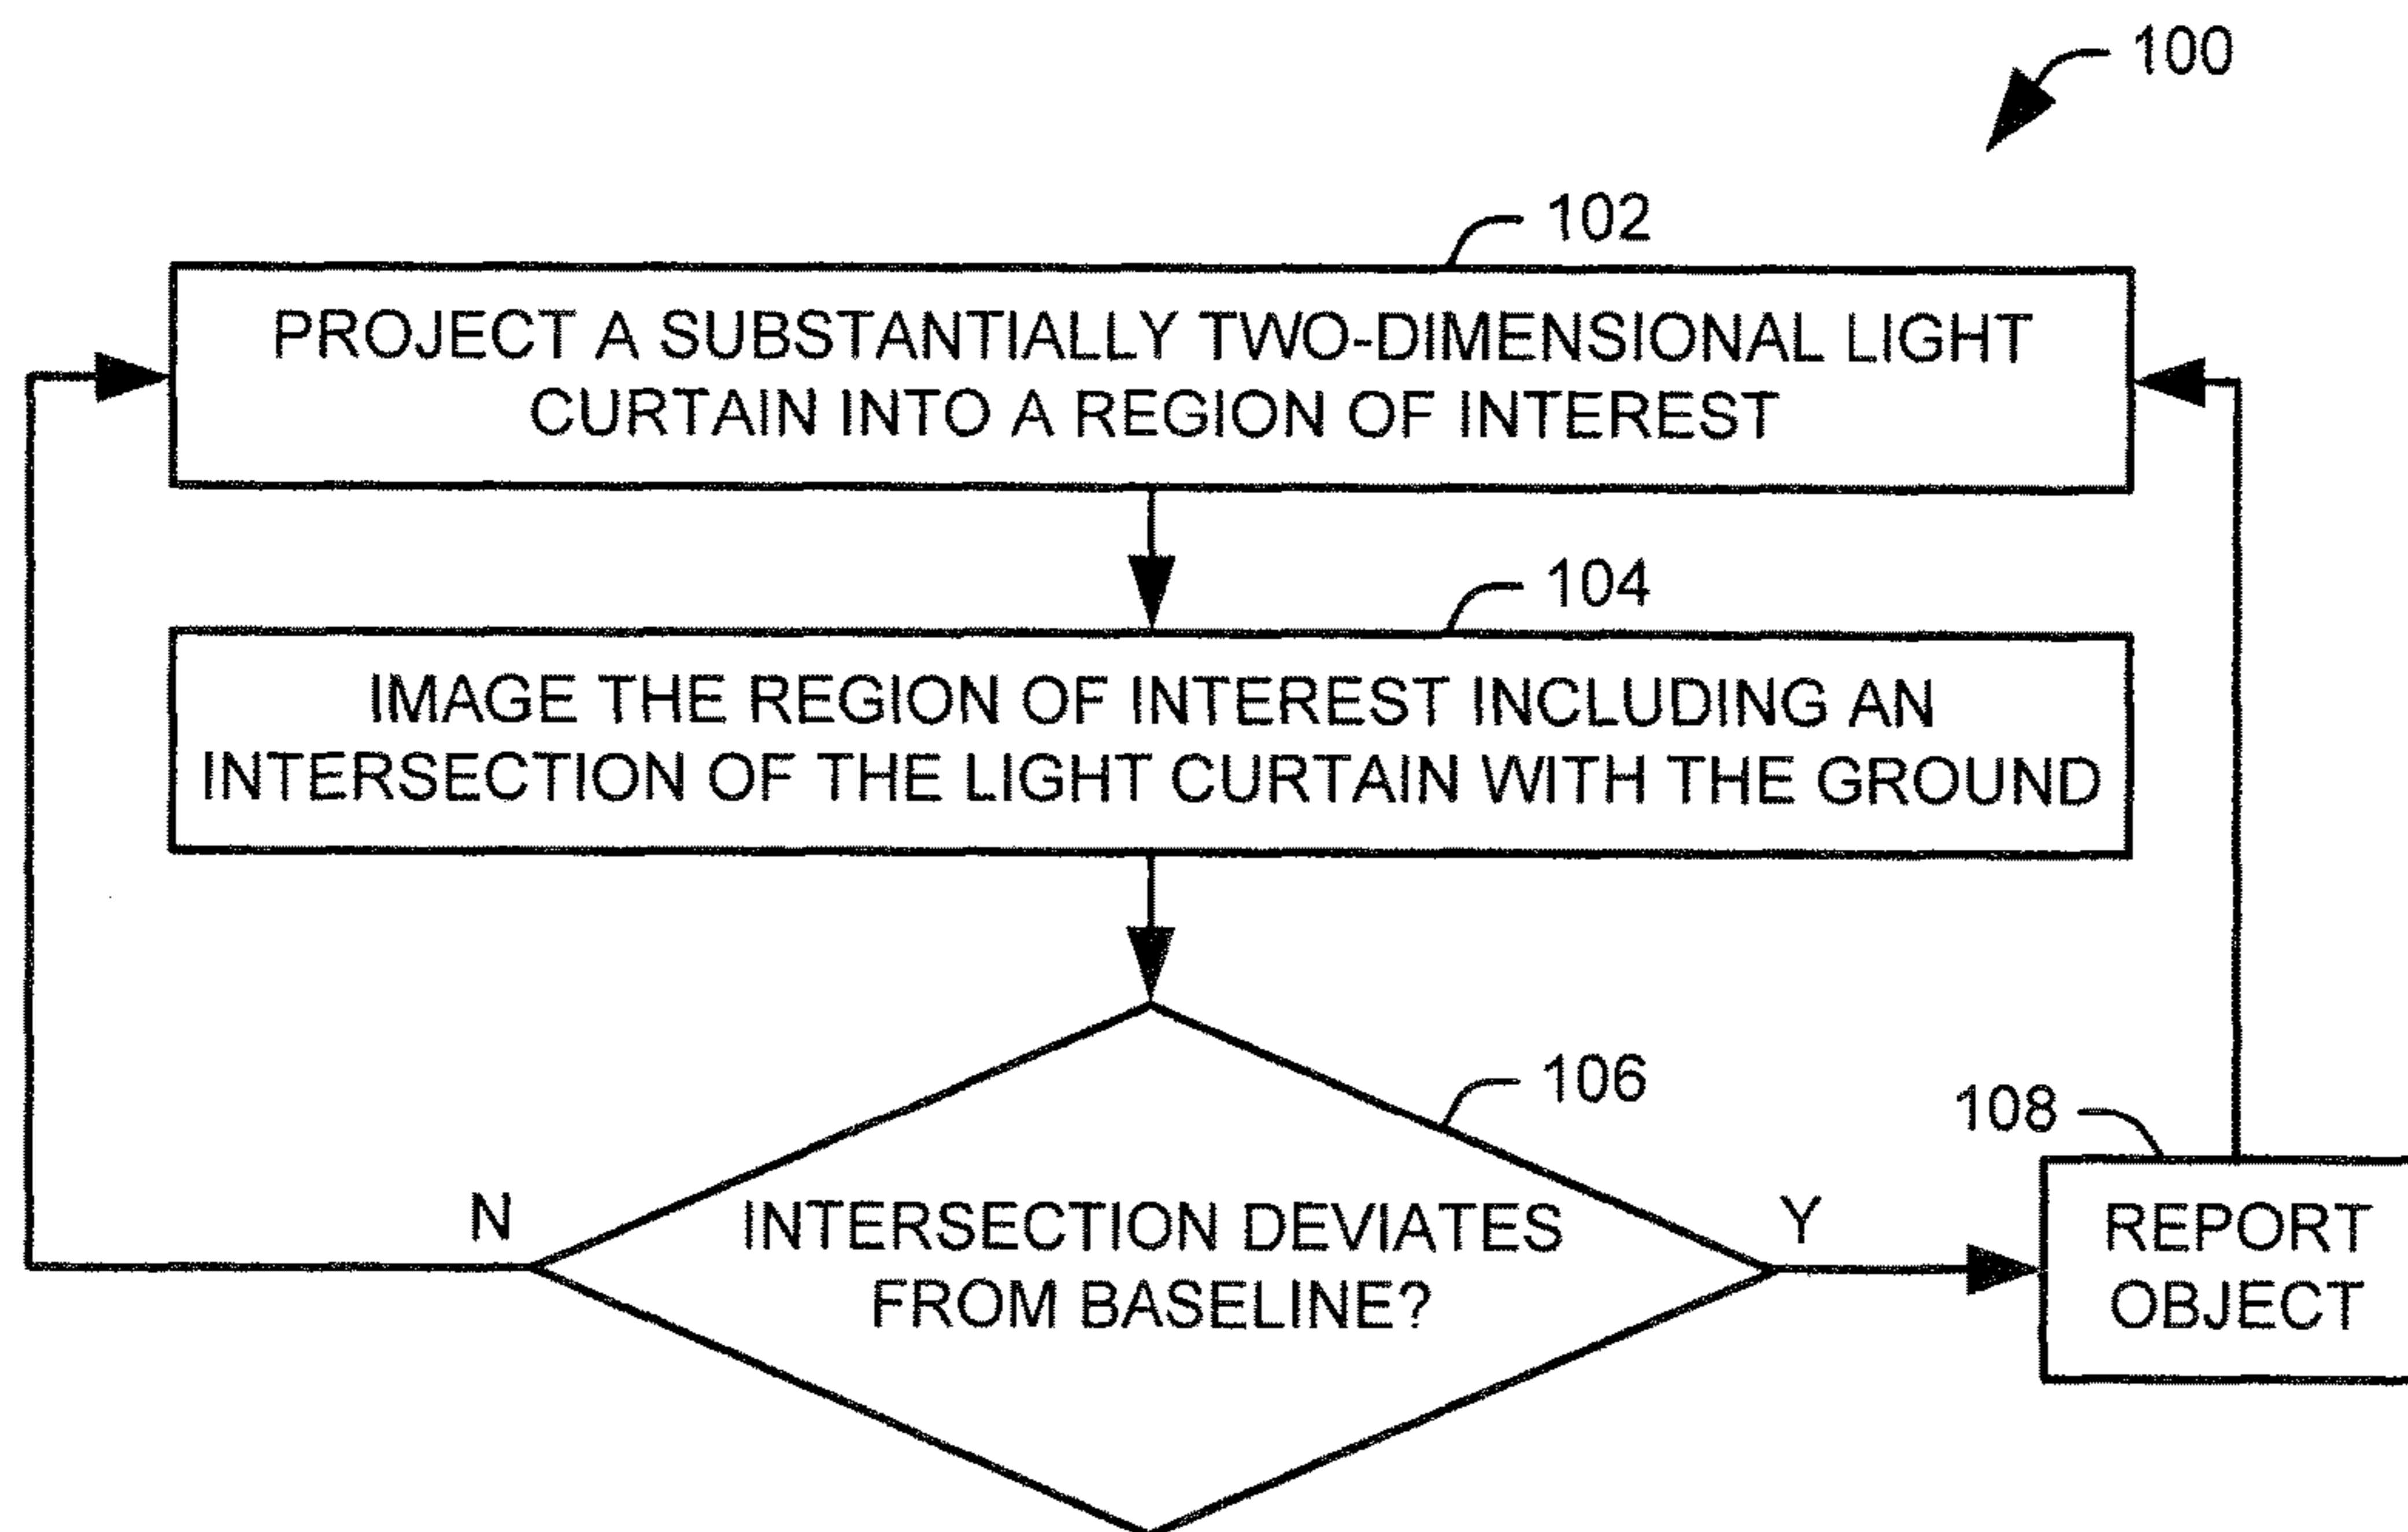 100
102
PROJECT A SUBSTANTIALLY TWO-DIMENSIONAL LIGHT
CURTAIN INTO A REGION OF INTEREST
104
IMAGE THE REGION OF INTEREST INCLUDING AN
INTERSECTION OF THE LIGHT CURTAIN WITH THE GROUND
106
108
N
INTERSECTION DEVIATES
FROM BASELINE?
Y
REPORT
OBJECT